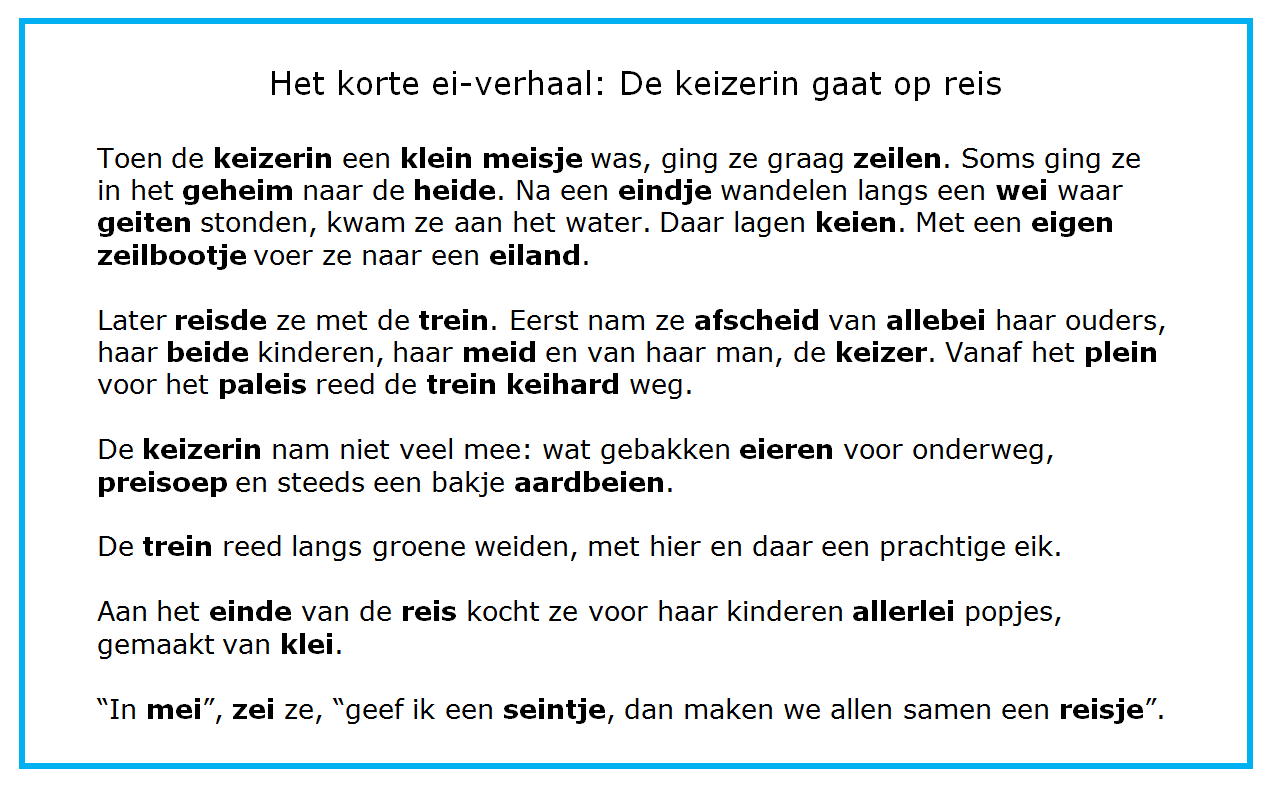 Het korte ei-verhaal: De keizerin gaat op reis
Toen de keizerin een klein meisje was, ging ze graag zeilen. Soms ging ze
in het geheim naar de heide. Na een eindje wandelen langs een wei waar
geiten stonden, kwam ze aan het water. Daar lagen keien. Met een eigen
zeilbootje voer ze naar een eiland.
Later reisde ze met de trein. Eerst nam ze afscheid van allebei haar ouders,
haar beide kinderen, haar meid en van haar man, de keizer. Vanaf het plein
voor het paleis reed de trein keihard weg.
De keizerin nam niet veel mee: wat gebakken eieren voor onderweg,
preisoep en steeds een bakje aardbeien.
De trein reed langs groene weiden, met hier en daar een prachtige eik.
Aan het einde van de reis kocht ze voor haar kinderen allerlei popjes,
gemaakt van klei.
“In mei”, zei ze, “geef ik een seintje, dan maken we allen samen een reisje”.